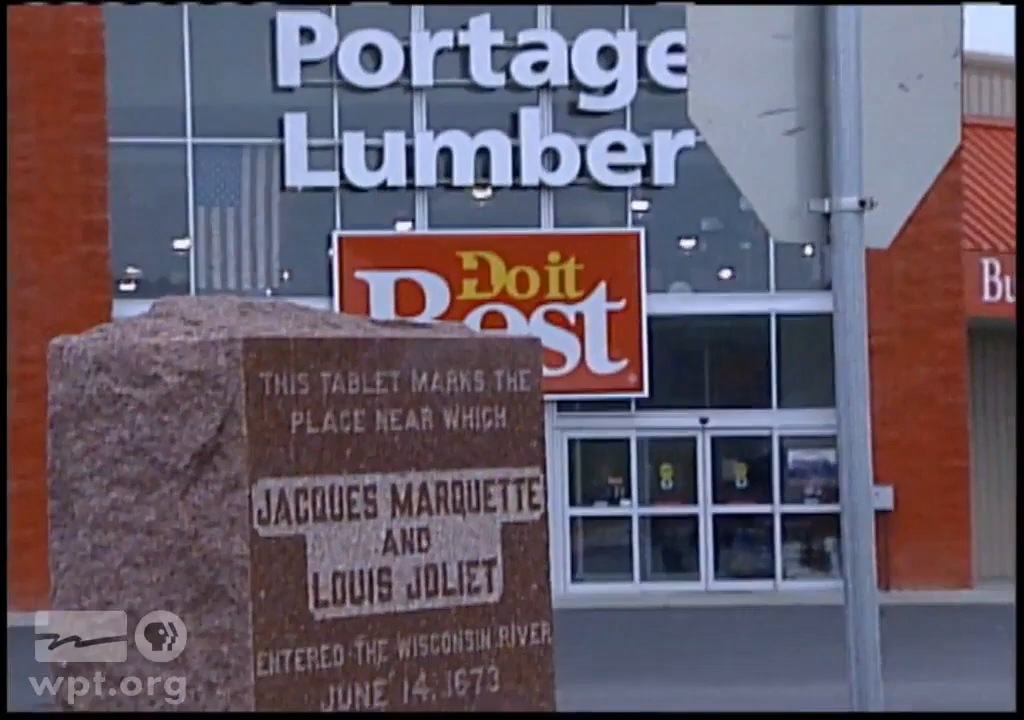 Portage
Lumber
Do it
Best
Bu
THIS TABLET MARKS THE
PLACE NEAR WHICH
JACQUES MARQUETTE
AND
LOUIS JOLIET
ENTERED THE WISCONSIN RIVER
JUNE 14, 1673
wpt.org